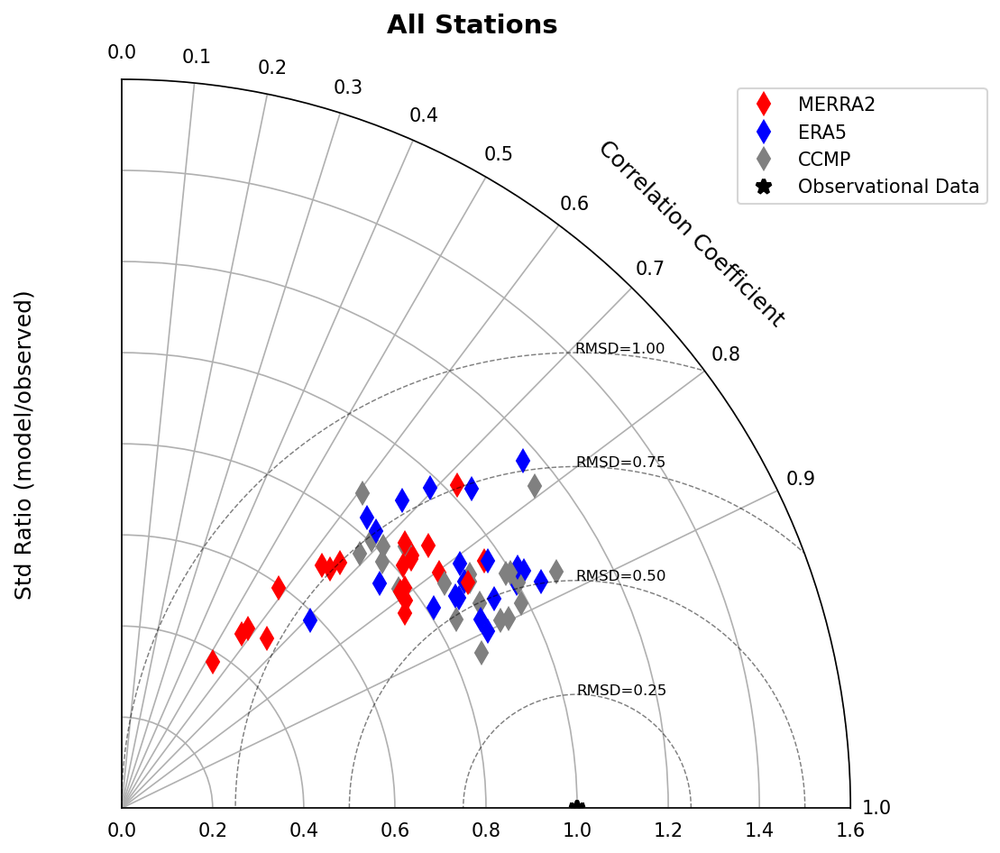 All Stations
0.0
0.1
0.2
0.3
0.4
0.5
0.6
0.7
0.8
0.9
1.0
Correlation Coefficient
MERRA2
ERA5
CCMP
Observational Data
Std Ratio (model/observed)
RMSD=1.00
RMSD=0.75
RMSD=0.50
RMSD=0.25
0.0 0.2 0.4 0.6 0.8 1.0 1.2 1.4 1.6